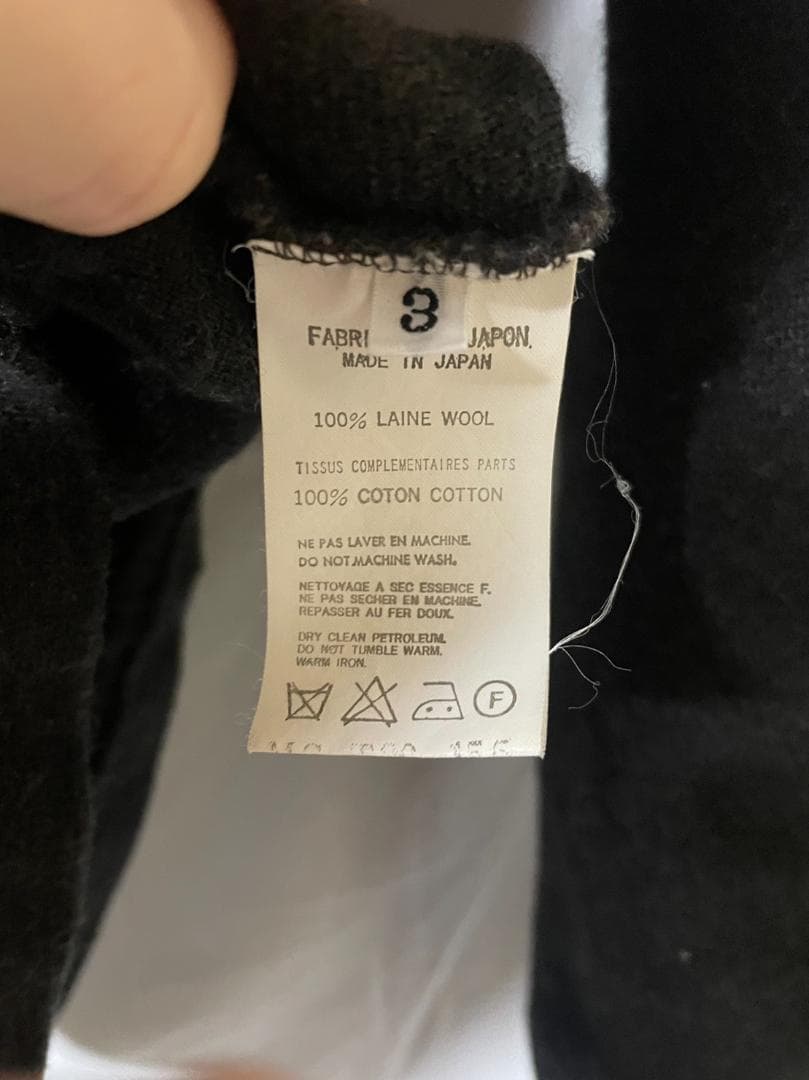 3
FABRI JAPON.
MADE IN JAPAN
100% LAINE WOOL
TISSUS COMPLEMENTAIRES PARTS
100% COTON COTTON
NE PAS LAVER EN MACHINE.
DO NOT MACHINE WASH.
NETTOYAGE A SEC ESSENCE F.
NE PAS SECHER EN MACHINE.
REPASSER AU FER DOUX.
DRY CLEAN PETROLEUM.
DO NOT TUMBLE WARM.
WARM IRON.
F